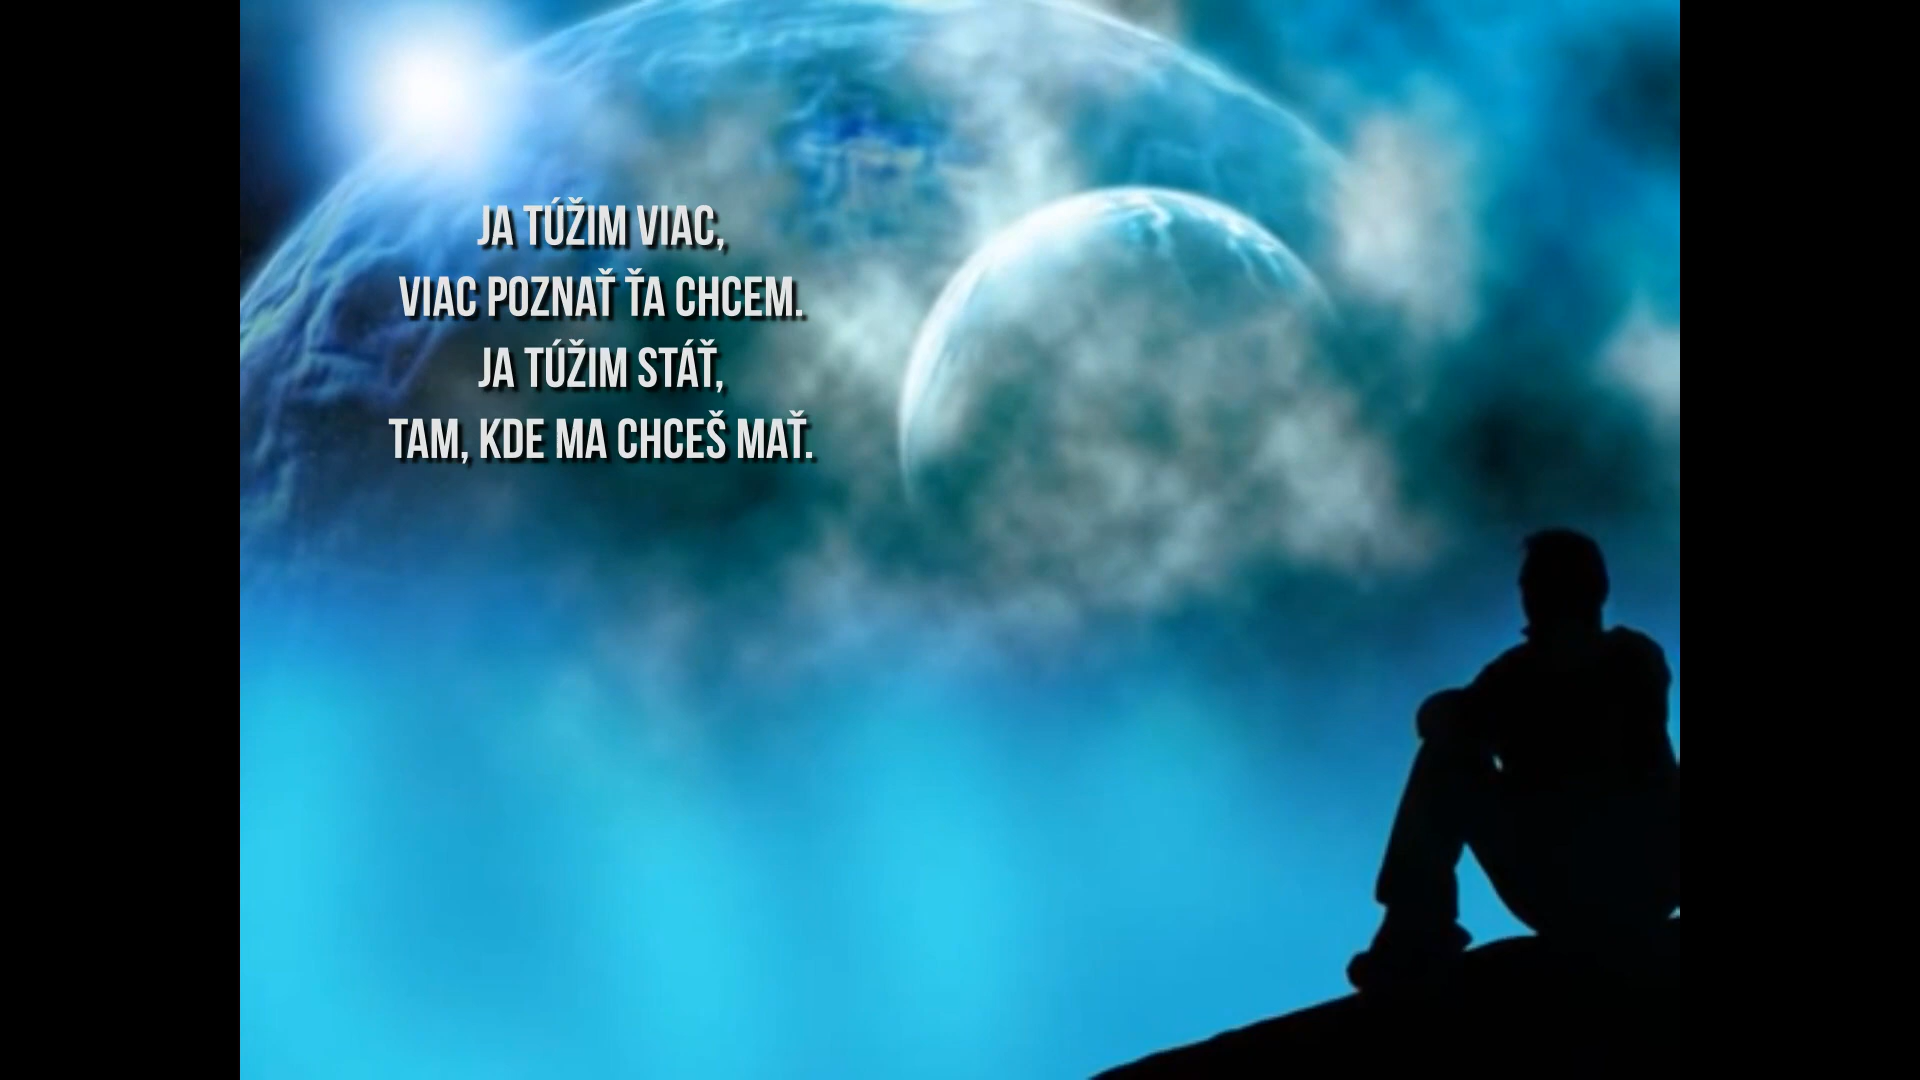 JA TÚŽIM VIAC,
VIAC POZNAŤ ŤA CHCEM.
JA TÚŽIM STÁŤ,
TAM, KDE MA CHCEŠ MAŤ.